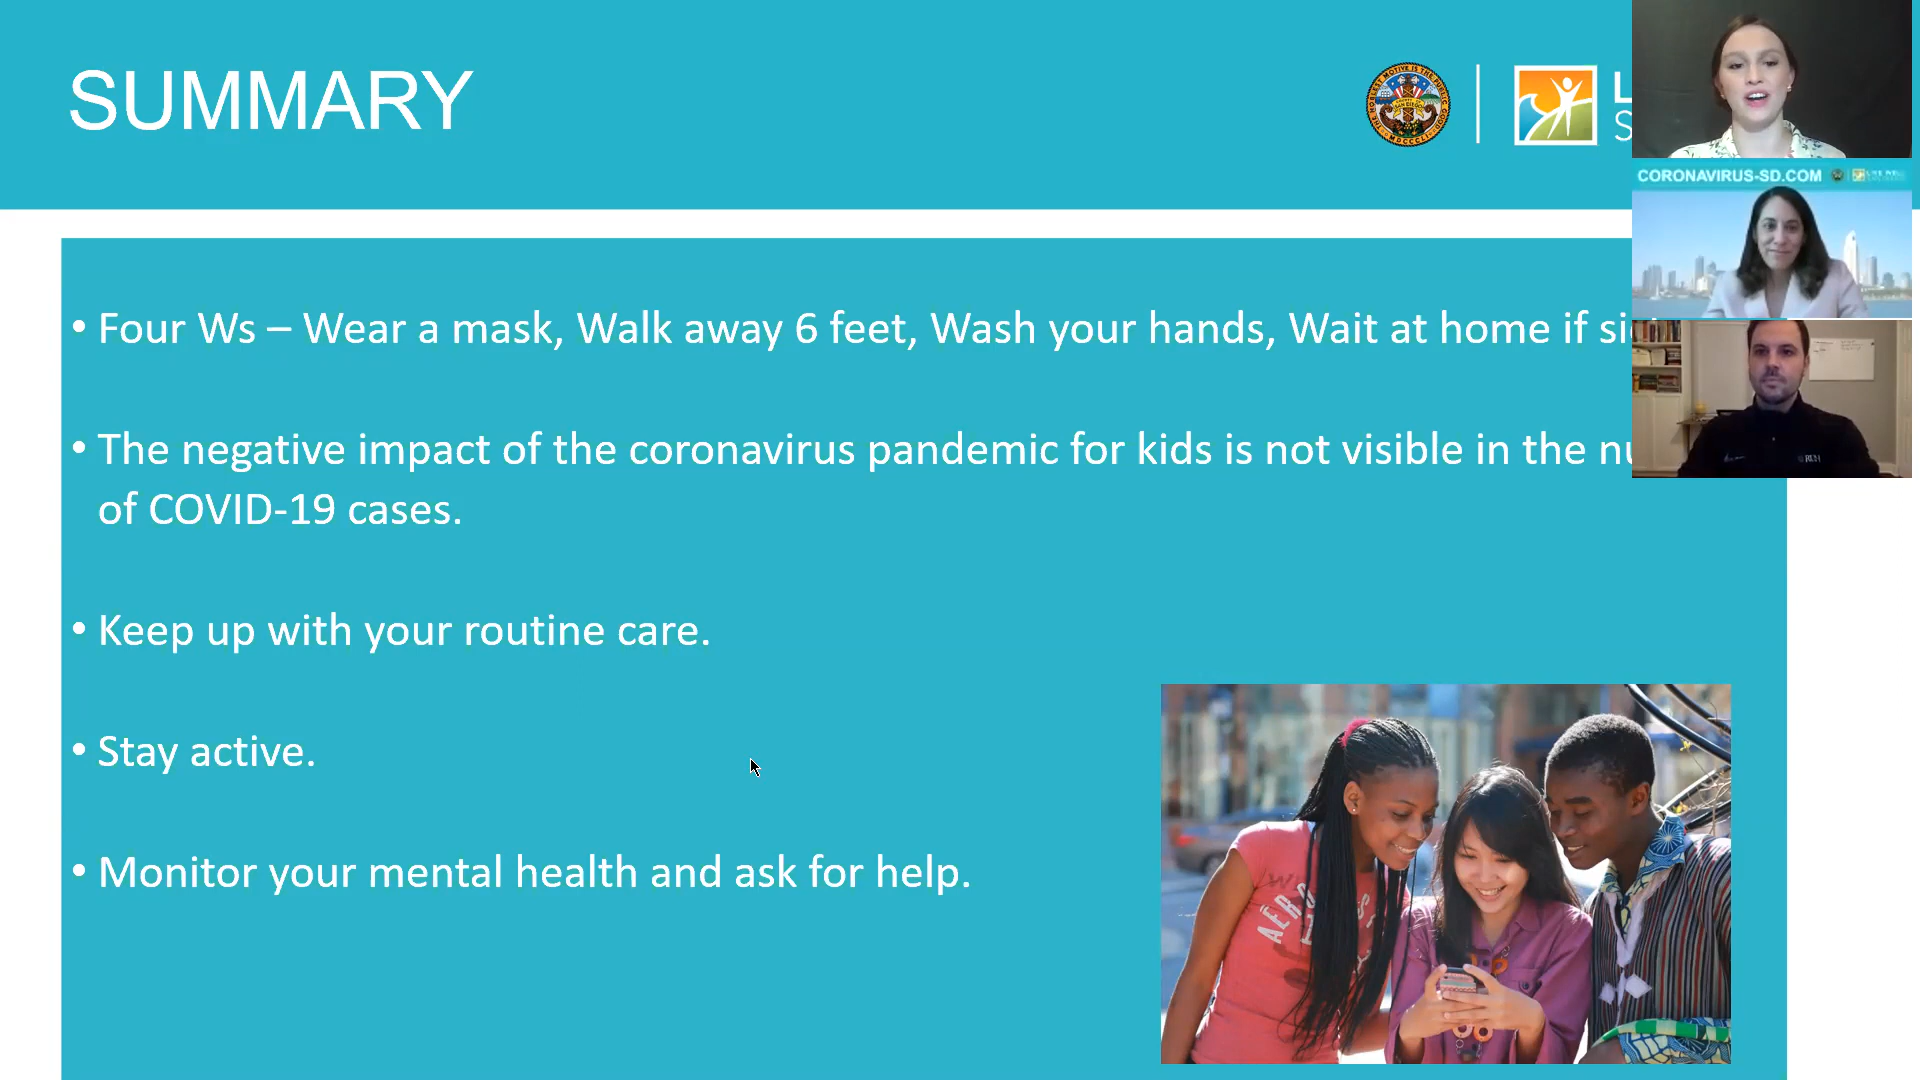 SUMMARY
CORONAVIRUS-SD.COM
• Four Ws – Wear a mask, Walk away 6 feet, Wash your hands, Wait at home if
• The negative impact of the coronavirus pandemic for kids is not visible in the
of COVID-19 cases.
• Keep up with your routine care.
• Stay active.
• Monitor your mental health and ask for help.